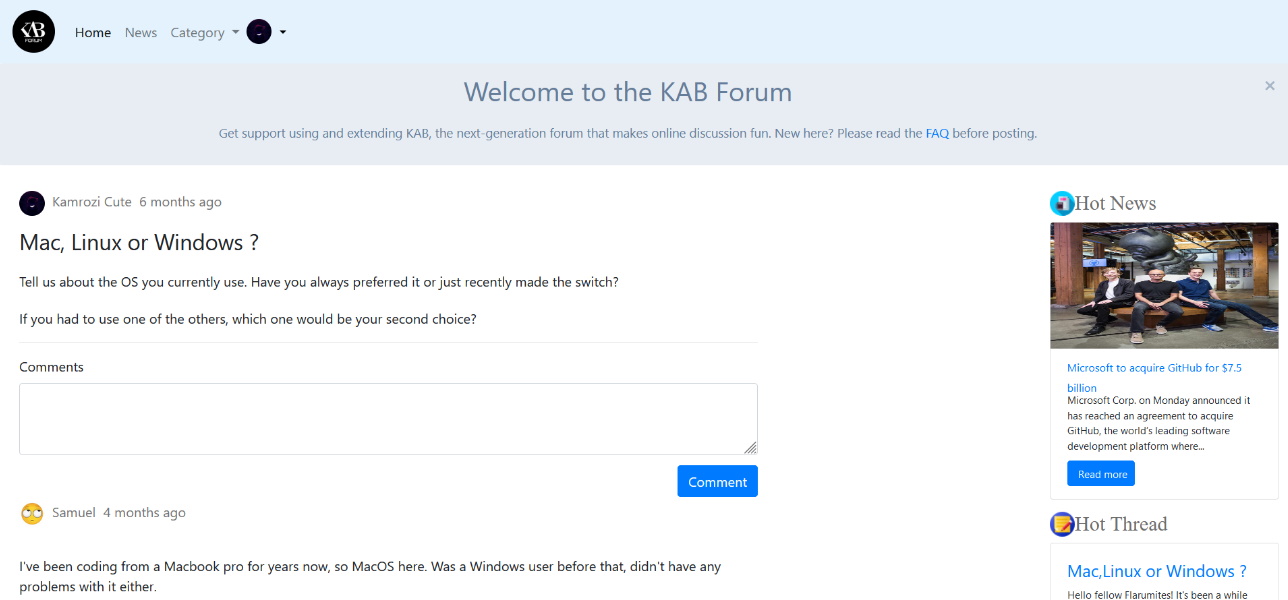 KAB
FORUM
Home News Category
Welcome to the KAB Forum
×
Get support using and extending KAB, the next-generation forum that makes online discussion fun. New here? Please read the FAQ before posting.
Kamrozi Cute 6 months ago
Mac, Linux or Windows ?
Tell us about the OS you currently use. Have you always preferred it or just recently made the switch?
If you had to use one of the others, which one would be your second choice?
Comments
Comment
Samuel 4 months ago
I've been coding from a Macbook pro for years now, so MacOS here. Was a Windows user before that, didn't have any
problems with it either.
Hot News
Microsoft to acquire GitHub for $7.5
billion
Microsoft Corp. on Monday announced it
has reached an agreement to acquire
GitHub, the world's leading software
development platform where...
Read more
Hot Thread
Mac,Linux or Windows ?
Hello fellow Flarumites! It's been a while